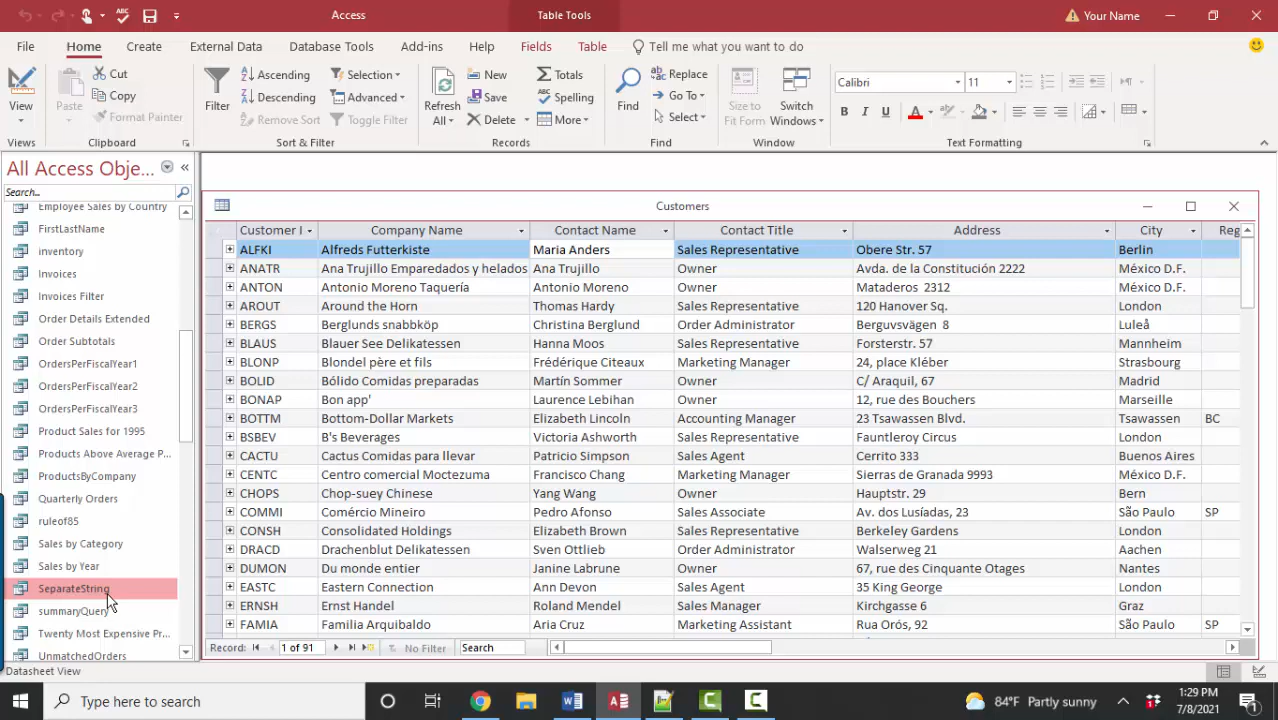 Access
Table Tools
Your Name
File Home Create External Data Database Tools Add-ins Help Fields Table Tell me what you want to do
View
Views
Paste
Cut
Copy
Format Painter
Clipboard
Filter
Ascending
Descending
Remove Sort
Selection
Advanced
Toggle Filter
Sort & Filter
Refresh
All
New
Save
Delete
Totals
Spelling
More
Records
Find
Replace
Go To
Select
Find
Size to
Fit Form
Switch
Windows
Window
Calibri 11
B I U A
Text Formatting
All Access Obje...
Search...
Employee Sales by Country
FirstLastName
inventory
Invoices
Invoices Filter
Order Details Extended
Order Subtotals
OrdersPerFiscalYear1
OrdersPerFiscalYear2
OrdersPerFiscalYear3
Product Sales for 1995
Products Above Average P...
ProductsByCompany
Quarterly Orders
ruleof85
Sales by Category
Sales by Year
SeparateString
summaryQuery
Twenty Most Expensive Pr...
UnmatchedOrders
Customers
Customer I Company Name Contact Name Contact Title Address City Reg
ALFKI Alfreds Futterkiste Maria Anders Sales Representative Obere Str. 57 Berlin
ANATR Ana Trujillo Emparedados y helados Ana Trujillo Owner Avda. de la Constitución 2222 México D.F.
ANTON Antonio Moreno Taquería Antonio Moreno Owner Mataderos 2312 México D.F.
AROUT Around the Horn Thomas Hardy Sales Representative 120 Hanover Sq. London
BERGS Berglunds snabbköp Christina Berglund Order Administrator Berguvsvägen 8 Luleå
BLAUS Blauer See Delikatessen Hanna Moos Sales Representative Forsterstr. 57 Mannheim
BLONP Blondel père et fils Frédérique Citeaux Marketing Manager 24, place Kléber Strasbourg
BOLID Bólido Comidas preparadas Martín Sommer Owner C/ Araquil, 67 Madrid
BONAP Bon app' Laurence Lebihan Owner 12, rue des Bouchers Marseille
BOTTM Bottom-Dollar Markets Elizabeth Lincoln Accounting Manager 23 Tsawassen Blvd. Tsawassen BC
BSBEV B's Beverages Victoria Ashworth Sales Representative Fauntleroy Circus London
CACTU Cactus Comidas para llevar Patricio Simpson Sales Agent Cerrito 333 Buenos Aires
CENTC Centro comercial Moctezuma Francisco Chang Marketing Manager Sierras de Granada 9993 México D.F.
CHOPS Chop-suey Chinese Yang Wang Owner Hauptstr. 29 Bern
COMMI Comércio Mineiro Pedro Afonso Sales Associate Av. dos Lusíadas, 23 São Paulo SP
CONSH Consolidated Holdings Elizabeth Brown Sales Representative Berkeley Gardens London
DRACD Drachenblut Delikatessen Sven Ottlieb Order Administrator Walserweg 21 Aachen
DUMON Du monde entier Janine Labrune Owner 67, rue des Cinquante Otages Nantes
EASTC Eastern Connection Ann Devon Sales Agent 35 King George London
ERNSH Ernst Handel Roland Mendel Sales Manager Kirchgasse 6 Graz
FAMIA Familia Arquibaldo Aria Cruz Marketing Assistant Rua Orós, 92 São Paulo SP
Record: 1 of 91 No Filter Search
Datasheet View
Type here to search
84°F Partly sunny
1:29 PM
7/8/2021
1